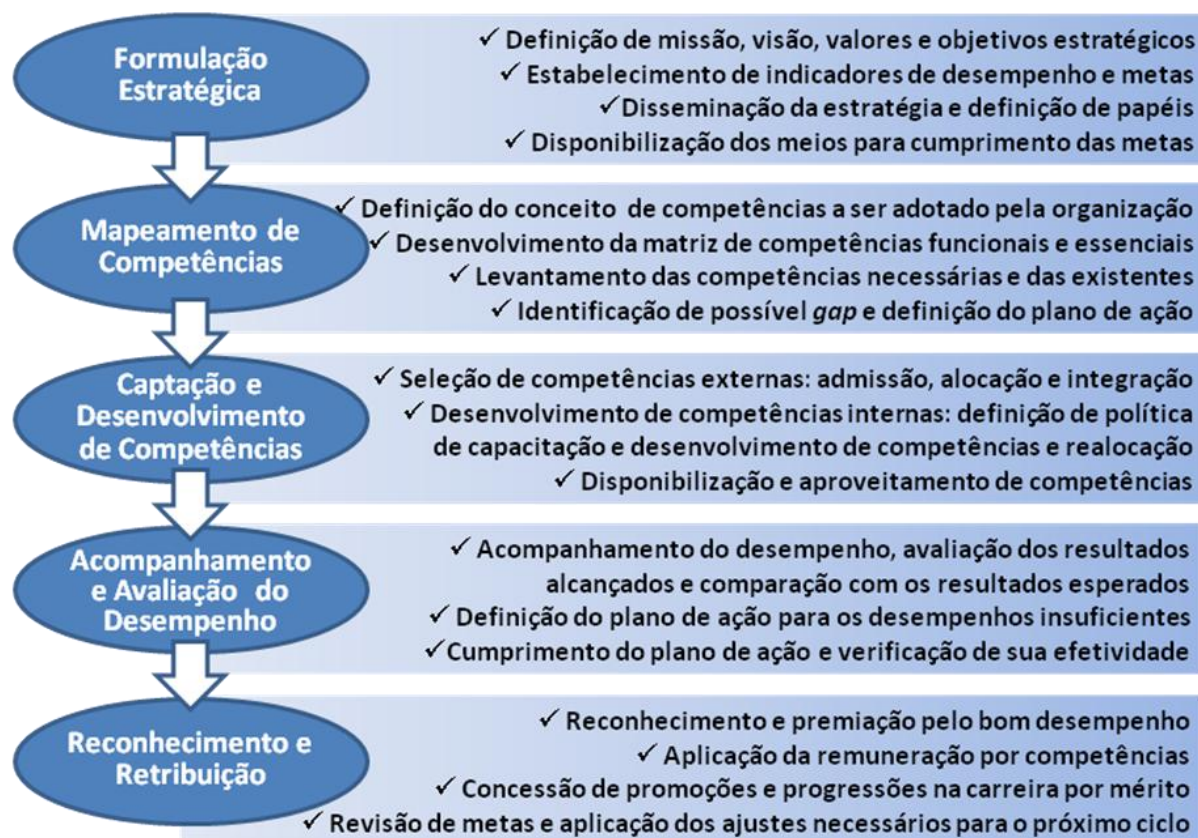 Formulação
Estratégica
✓ Definição de missão, visão, valores e objetivos estratégicos
✓ Estabelecimento de indicadores de desempenho e metas
✓ Disseminação da estratégia e definição de papéis
✓ Disponibilização dos meios para cumprimento das metas
Mapeamento de
Competências
✓ Definição do conceito de competências a ser adotado pela organização
✓ Desenvolvimento da matriz de competências funcionais e essenciais
✓ Levantamento das competências necessárias e das existentes
✓ Identificação de possível gap e definição do plano de ação
Captação e
Desenvolvimento
de Competências
✓ Seleção de competências externas: admissão, alocação e integração
✓ Desenvolvimento de competências internas: definição de política
de capacitação e desenvolvimento de competências e realocação
✓ Disponibilização e aproveitamento de competências
Acompanhamento
e Avaliação do
Desempenho
✓ Acompanhamento do desempenho, avaliação dos resultados
alcançados e comparação com os resultados esperados
✓ Definição do plano de ação para os desempenhos insuficientes
✓ Cumprimento do plano de ação e verificação de sua efetividade
Reconhecimento e
Retribuição
✓ Reconhecimento e premiação pelo bom desempenho
✓ Aplicação da remuneração por competências
✓ Concessão de promoções e progressões na carreira por mérito
✓ Revisão de metas e aplicação dos ajustes necessários para o próximo ciclo